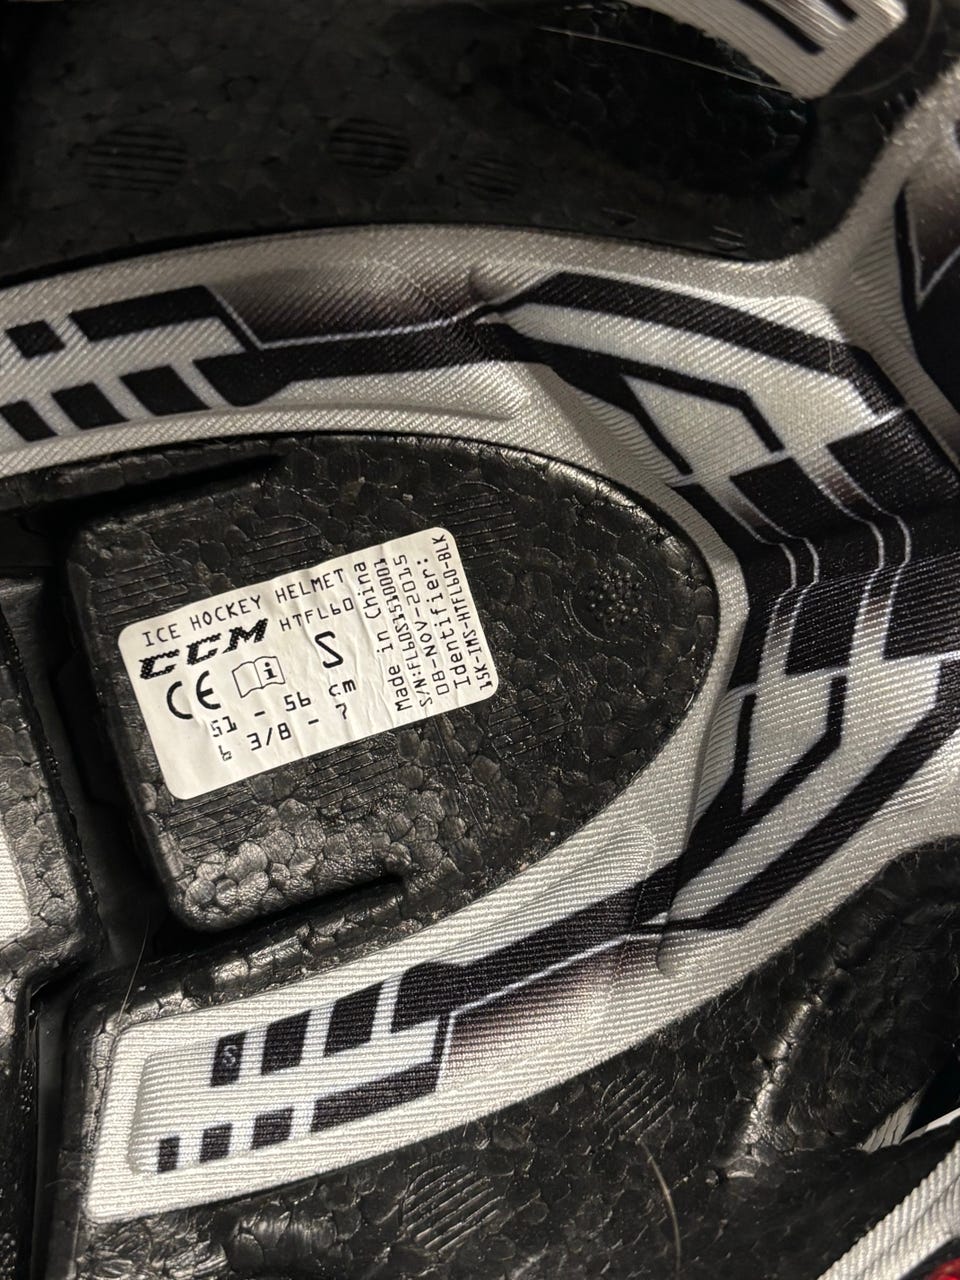 ICE HOCKEY HELMET
CCM HTFL60
CE i S
51 - 56 cm
6 3/8 - 7
Made in China
08-NOV-2015
Identifier:
15K-IMS-HTFL60-BLK
S